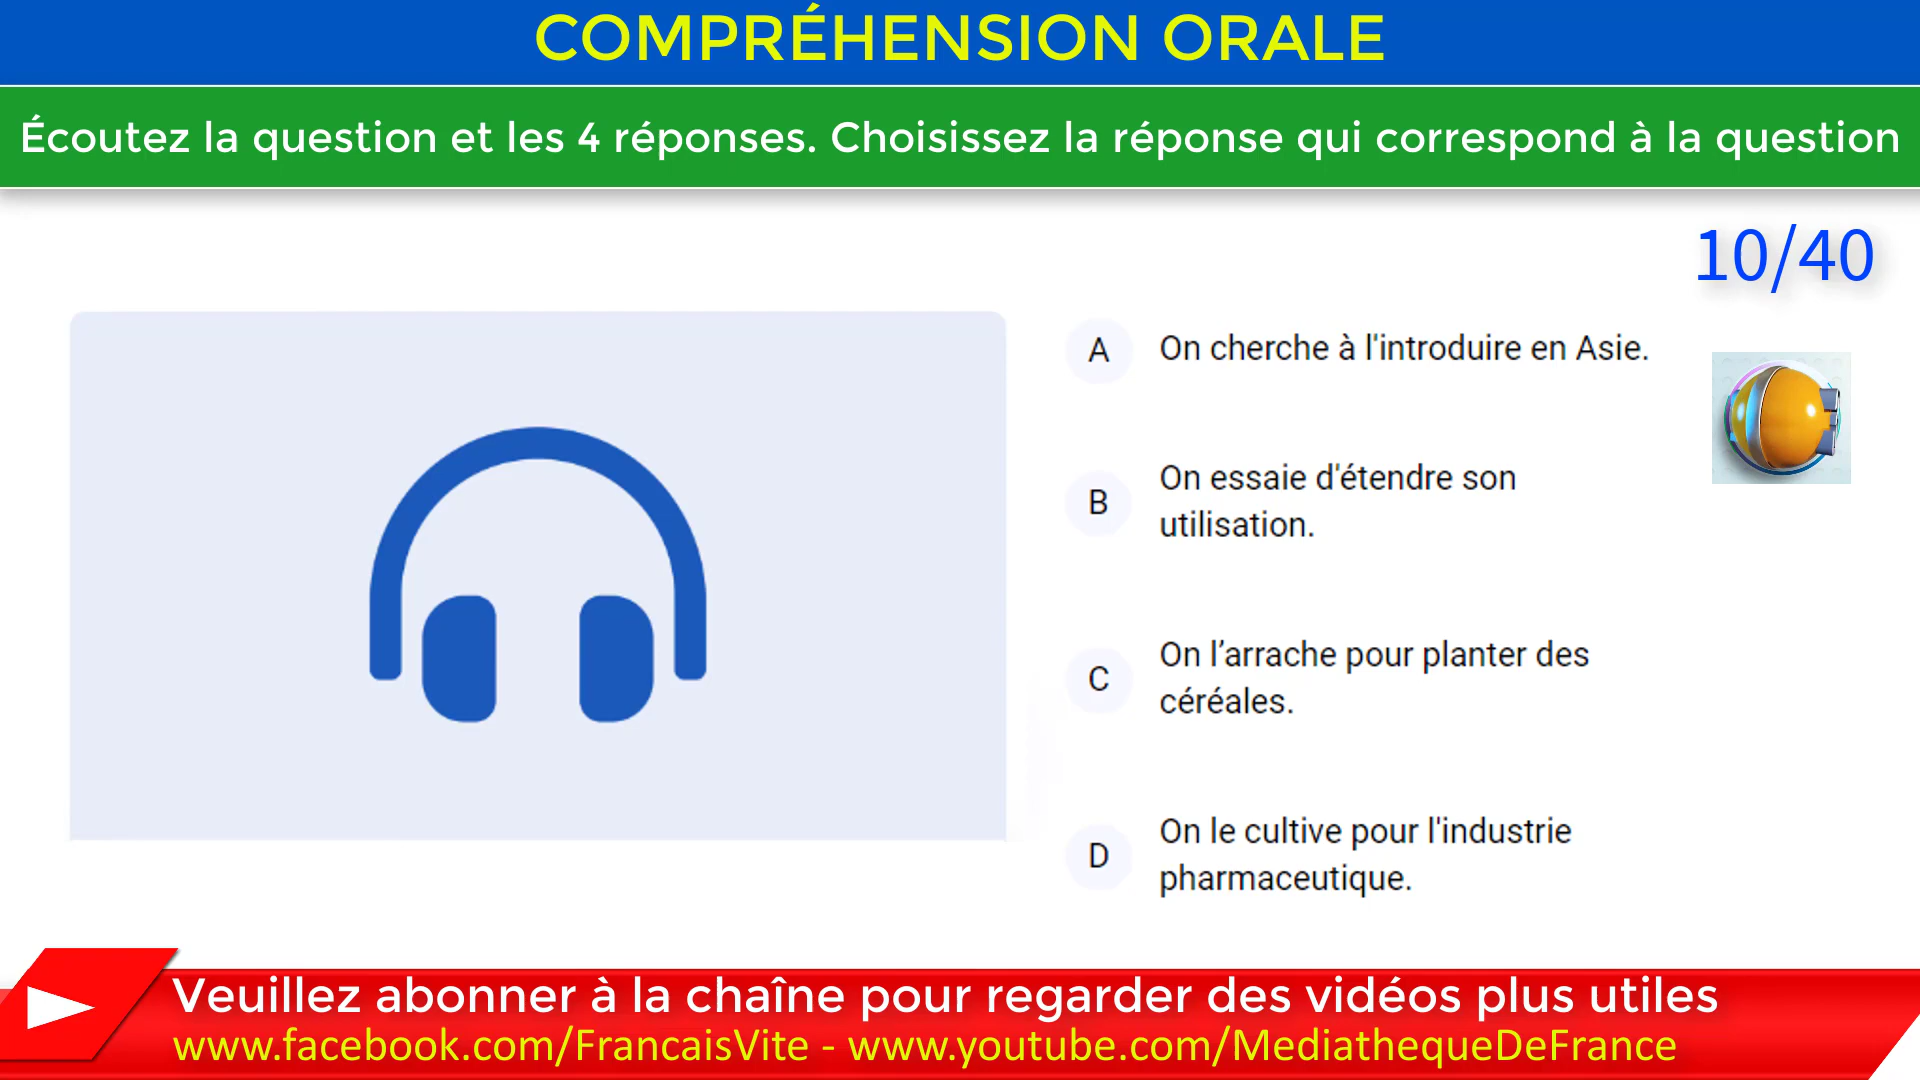 COMPRÉHENSION ORALE
Écoutez la question et les 4 réponses. Choisissez la réponse qui correspond à la question
10/40
A On cherche à l'introduire en Asie.
B On essaie d'étendre son
utilisation.
C On l’arrache pour planter des
céréales.
D On le cultive pour l'industrie
pharmaceutique.
Veuillez abonner à la chaîne pour regarder des vidéos plus utiles
www.facebook.com/FrancaisVite - www.youtube.com/MediathequeDeFrance